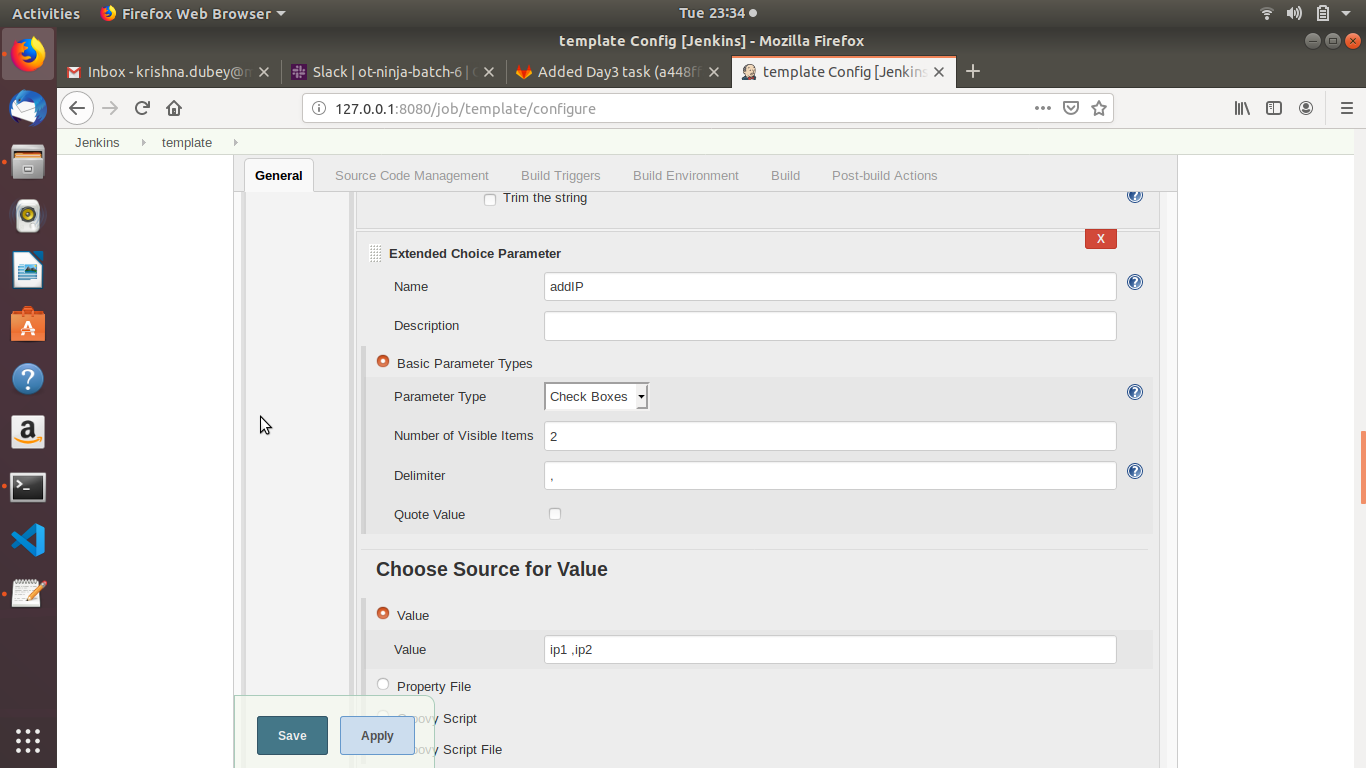 Activities
Firefox Web Browser
Tue 23:34
template Config [Jenkins] - Mozilla Firefox
Inbox - krishna.dubey@
Slack | ot-ninja-batch-6 |
Added Day3 task (a448f
template Config [Jenkins
127.0.0.1:8080/job/template/configure
Jenkins
template
General
Source Code Management
Build Triggers
Build Environment
Build
Post-build Actions
Trim the string
X
Extended Choice Parameter
Name
addIP
Description
Basic Parameter Types
Parameter Type
Check Boxes
Number of Visible Items
2
Delimiter
,
Quote Value
Choose Source for Value
Value
Value
ip1 ,ip2
Property File
Groovy Script
Groovy Script File
Save
Apply